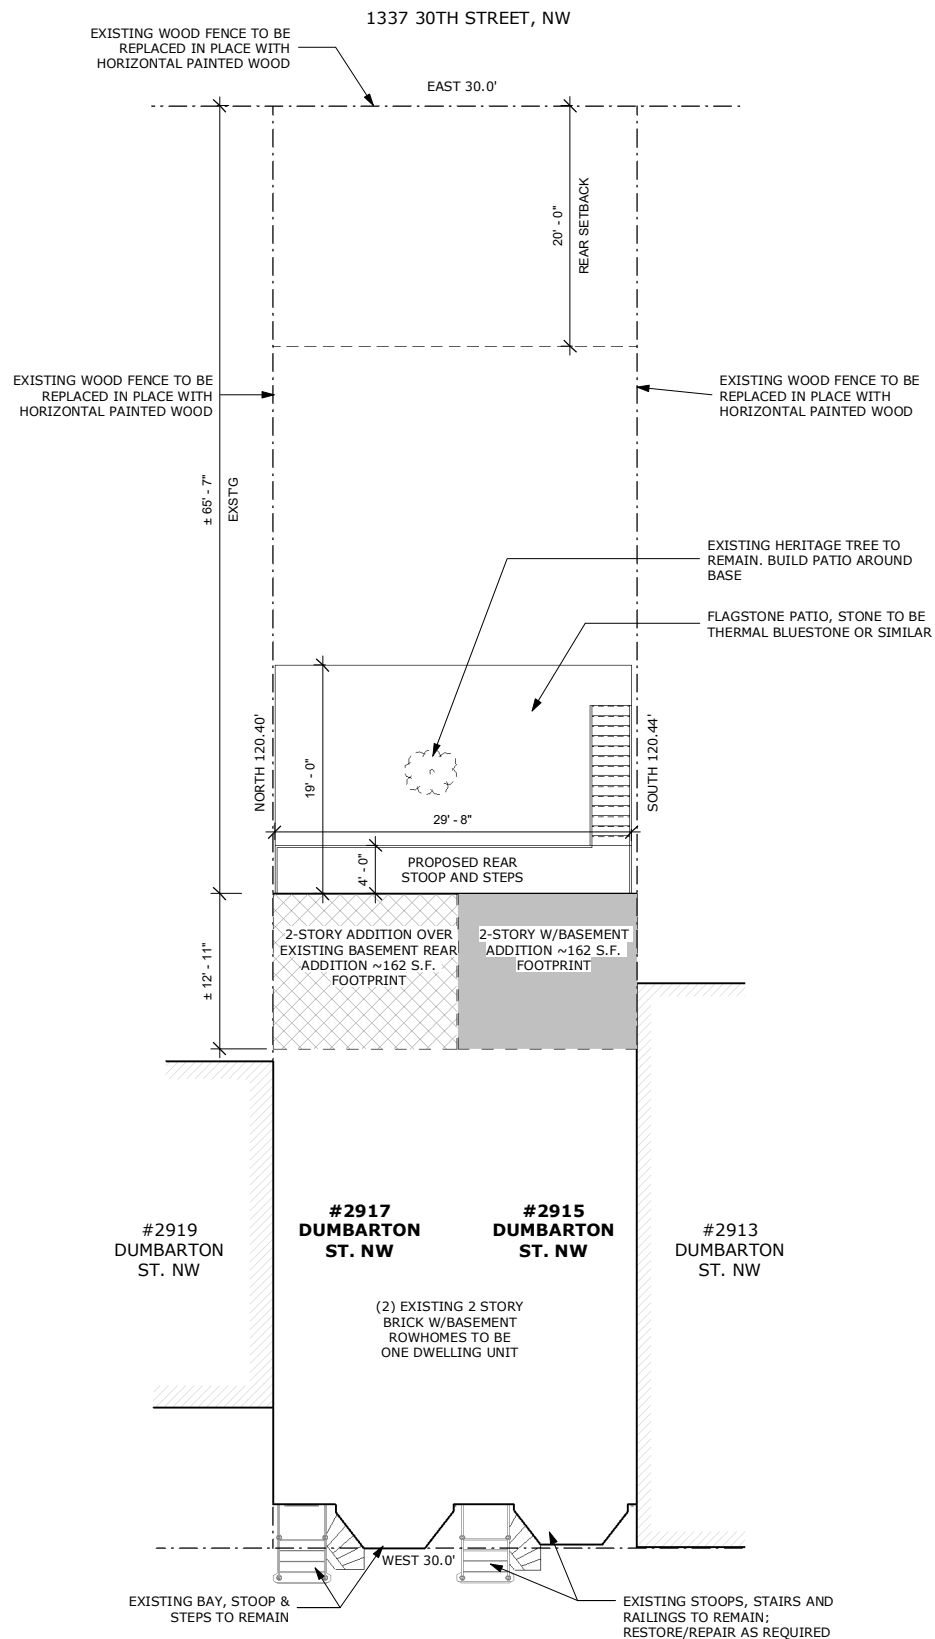 1337 30TH STREET, NW
EXISTING WOOD FENCE TO BE
REPLACED IN PLACE WITH
HORIZONTAL PAINTED WOOD
EAST 30.0'
20' - 0"
REAR SETBACK
EXISTING WOOD FENCE TO BE
REPLACED IN PLACE WITH
HORIZONTAL PAINTED WOOD
EXISTING WOOD FENCE TO BE
REPLACED IN PLACE WITH
HORIZONTAL PAINTED WOOD
± 65' - 7"
EXST'G
EXISTING HERITAGE TREE TO
REMAIN. BUILD PATIO AROUND
BASE
FLAGSTONE PATIO, STONE TO BE
THERMAL BLUESTONE OR SIMILAR
NORTH 120.40'
19' - 0"
SOUTH 120.44'
29' - 8"
4' - 0"
PROPOSED REAR
STOOP AND STEPS
± 12' - 11"
2-STORY ADDITION OVER
EXISTING BASEMENT REAR
ADDITION ~162 S.F.
FOOTPRINT
2-STORY W/BASEMENT
ADDITION ~162 S.F.
FOOTPRINT
#2919
DUMBARTON
ST. NW
#2917
DUMBARTON
ST. NW
#2915
DUMBARTON
ST. NW
#2913
DUMBARTON
ST. NW
(2) EXISTING 2 STORY
BRICK W/BASEMENT
ROWHOMES TO BE
ONE DWELLING UNIT
WEST 30.0'
EXISTING BAY, STOOP &
STEPS TO REMAIN
EXISTING STOOPS, STAIRS AND
RAILINGS TO REMAIN;
RESTORE/REPAIR AS REQUIRED